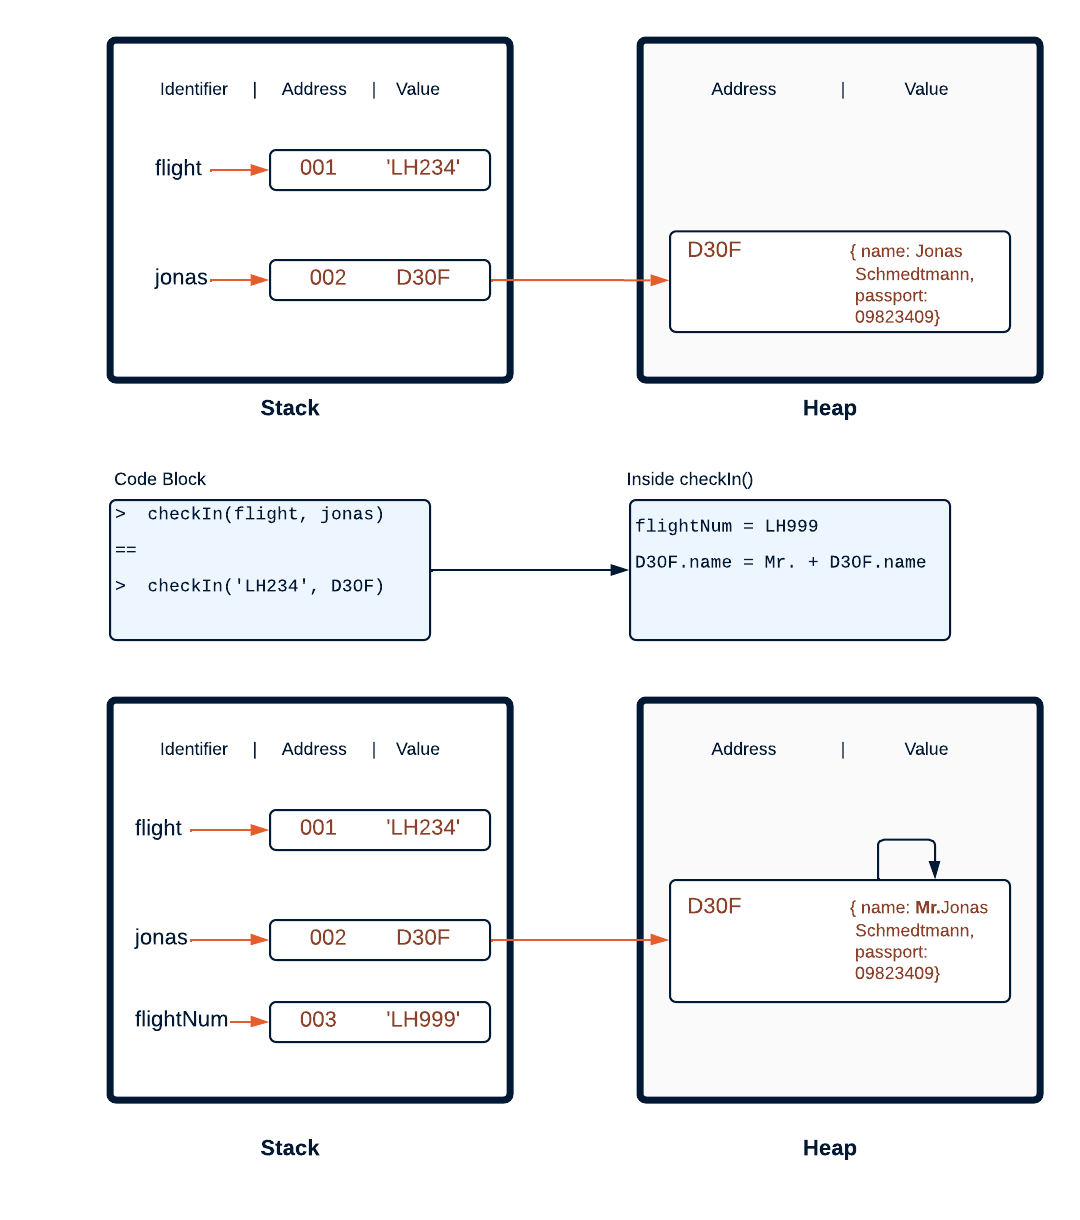 Identifier | Address | Value
flight 001 'LH234'
jonas 002 D30F
Stack
Address | Value
D30F { name: Jonas
Schmedtmann,
passport:
09823409}
Heap
Code Block
> checkIn(flight, jonas)
==
> checkIn('LH234', D30F)
Inside checkIn()
flightNum = LH999
D30F.name = Mr. + D30F.name
Identifier | Address | Value
flight 001 'LH234'
jonas 002 D30F
flightNum 003 'LH999'
Stack
Address | Value
D30F { name: Mr.Jonas
Schmedtmann,
passport:
09823409}
Heap